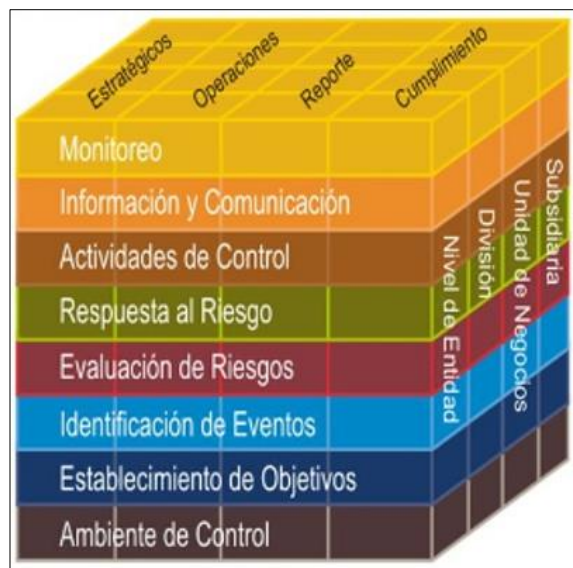 Estratégicos
Operaciones
Reporte
Cumplimiento
Monitoreo
Información y Comunicación
Actividades de Control
Respuesta al Riesgo
Evaluación de Riesgos
Identificación de Eventos
Establecimiento de Objetivos
Ambiente de Control
Nivel de Entidad
División
Unidad de Negocios
Subsidiaria